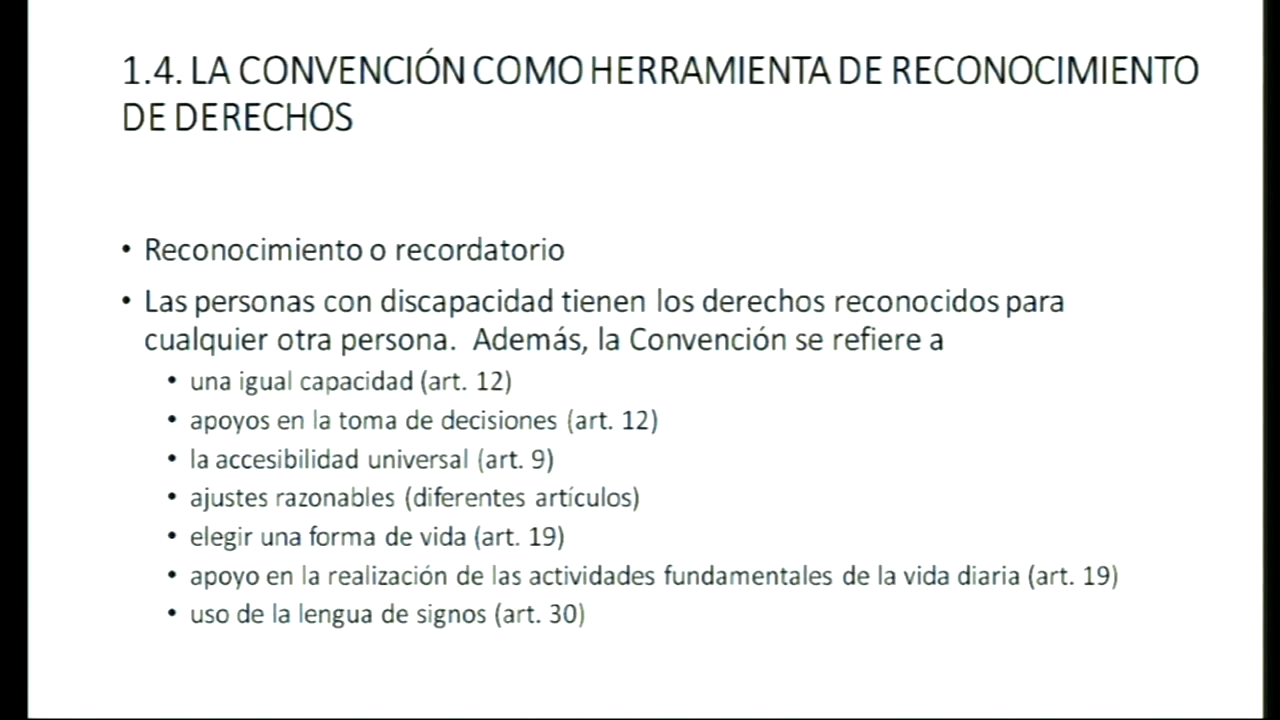 1.4. LA CONVENCIÓN COMO HERRAMIENTA DE RECONOCIMIENTO
DE DERECHOS
• Reconocimiento o recordatorio
• Las personas con discapacidad tienen los derechos reconocidos para
cualquier otra persona. Además, la Convención se refiere a
• una igual capacidad (art. 12)
• apoyos en la toma de decisiones (art. 12)
• la accesibilidad universal (art. 9)
• ajustes razonables (diferentes artículos)
• elegir una forma de vida (art. 19)
• apoyo en la realización de las actividades fundamentales de la vida diaria (art. 19)
• uso de la lengua de signos (art. 30)